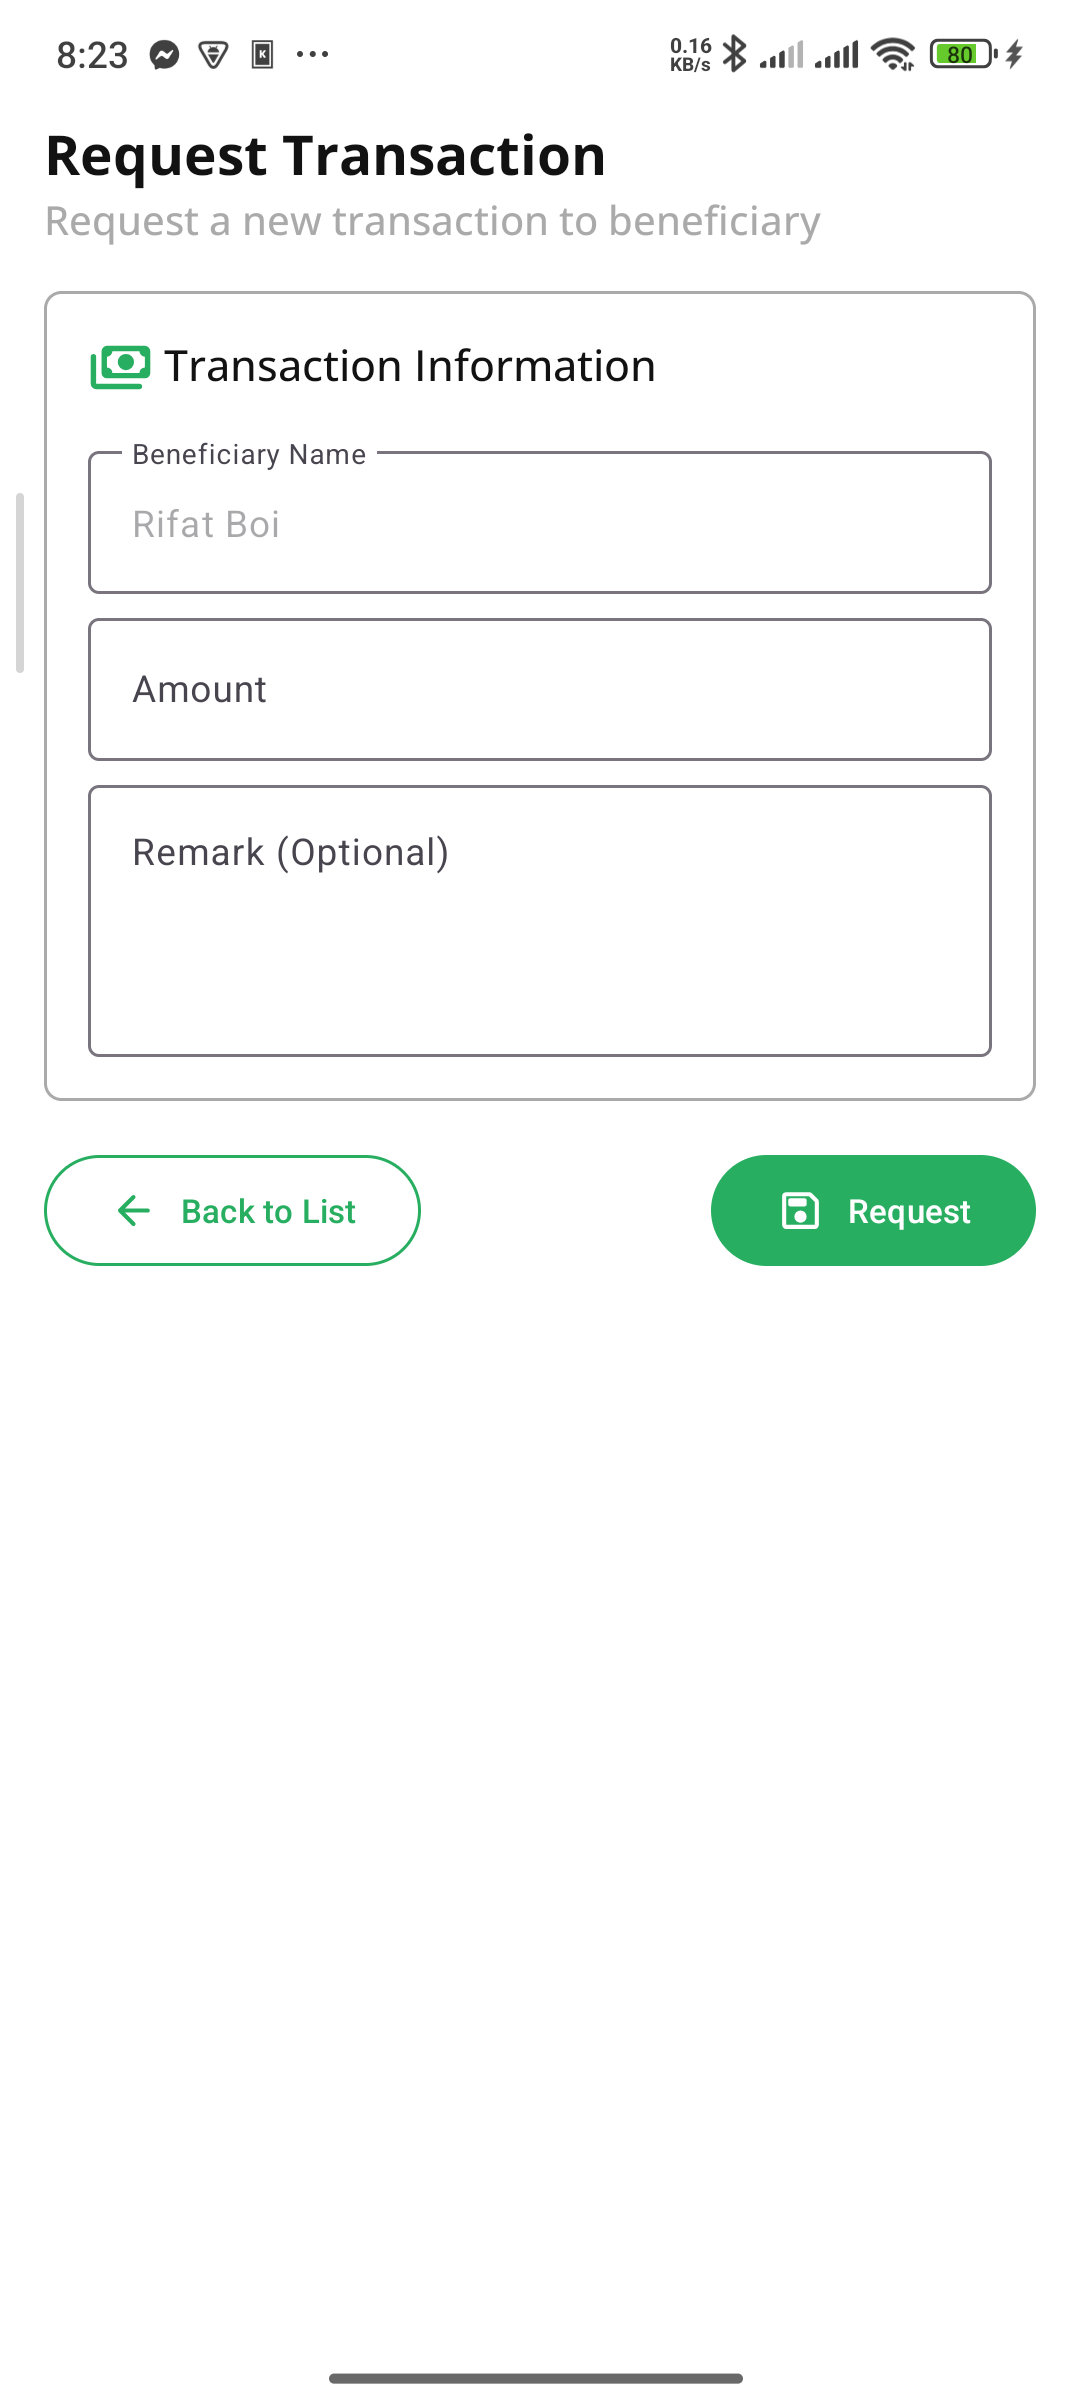 8:23
0.16 KB/s
80
Request Transaction
Request a new transaction to beneficiary
Transaction Information
Beneficiary Name
Rifat Boi
Amount
Remark (Optional)
Back to List
Request